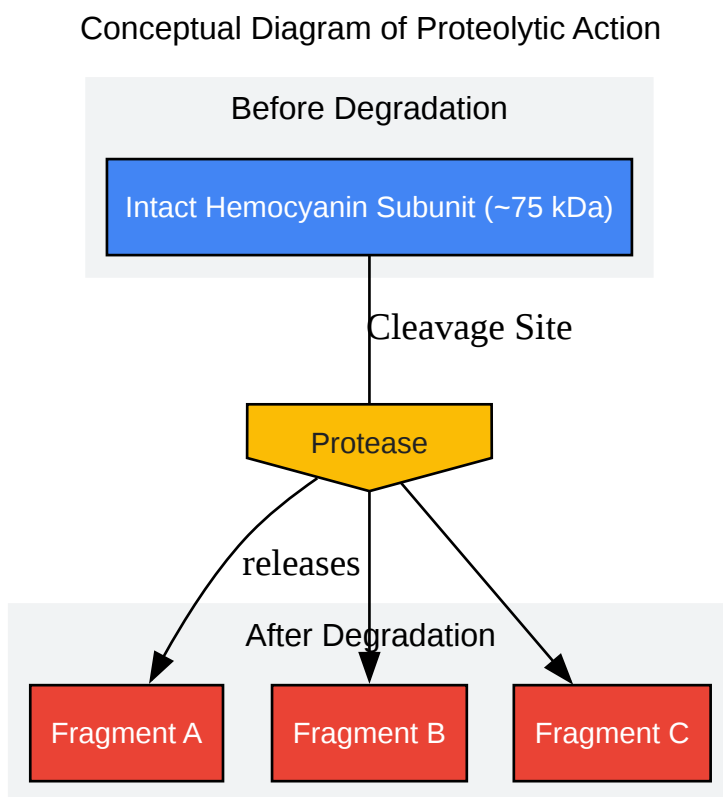 Conceptual Diagram of Proteolytic Action
Before Degradation
Intact Hemocyanin Subunit (~75 kDa)
Cleavage Site
Protease
releases
After Degradation
Fragment A
Fragment B
Fragment C